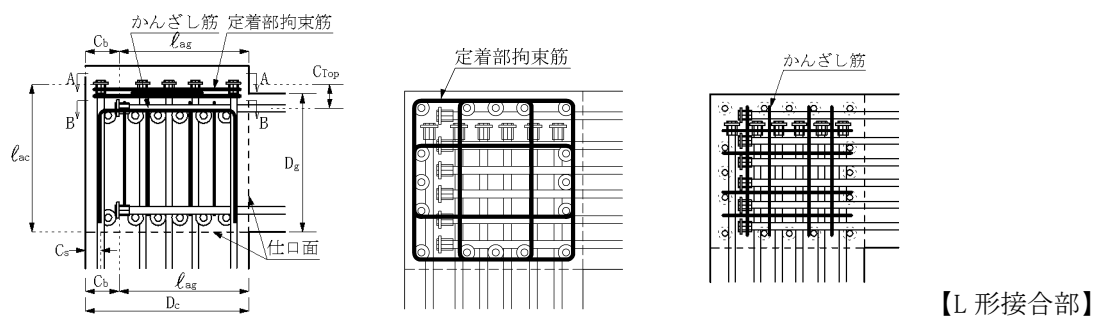 かんざし筋 定着部拘束筋
Cb ℓag
A A
CTop
B B
ℓac
Dg
仕口面
Cs
Cb ℓag
Dc
定着部拘束筋
かんざし筋
【L 形接合部】